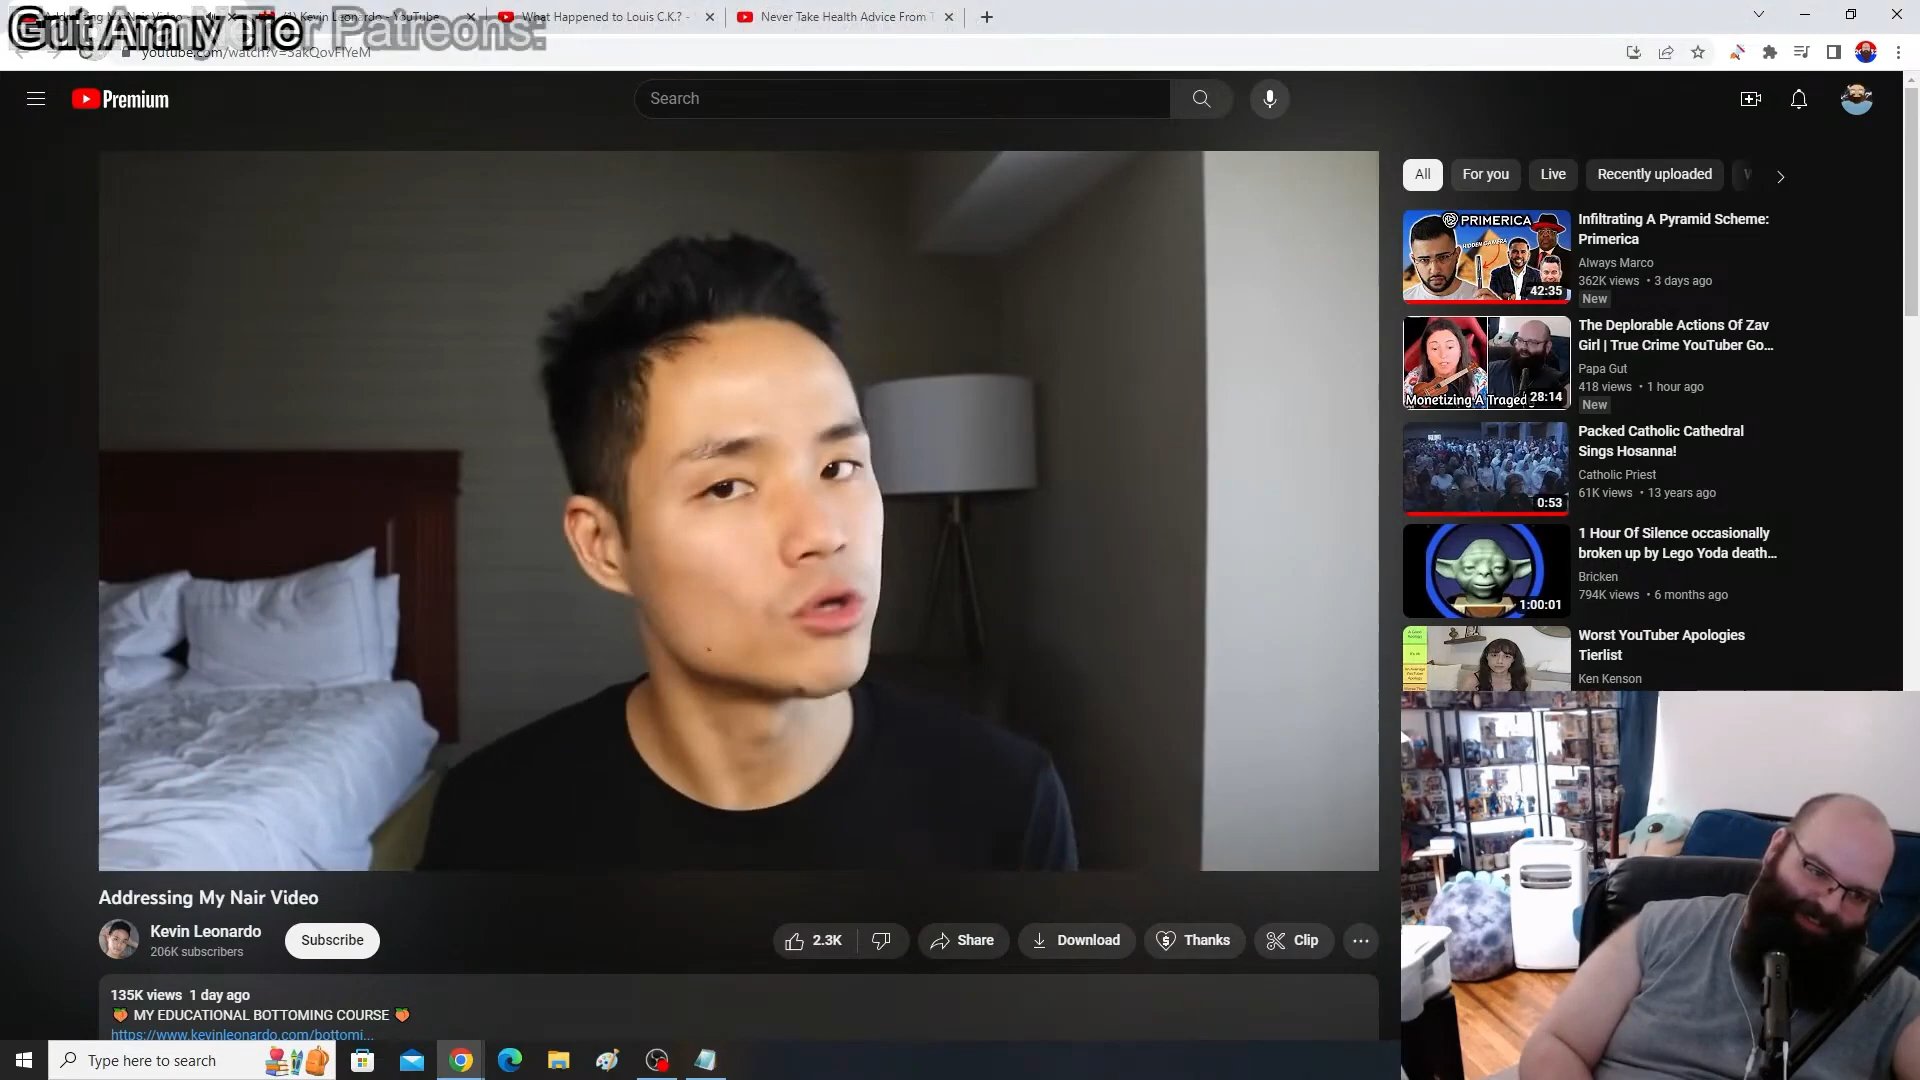 Gut Army Tier Patreons:
(1) Kevin Leonardo - YouTube
What Happened to Louis C.K.? -
Never Take Health Advice From T
youtube.com/watch?v=3akQovFlYeM
Premium
Search
All
For you
Live
Recently uploaded
PRIMERICA
HIDDEN CAMERA
42:35
Infiltrating A Pyramid Scheme:
Primerica
Always Marco
362K views • 3 days ago
New
Monetizing A Traged
28:14
The Deplorable Actions Of Zav
Girl | True Crime YouTuber Go...
Papa Gut
418 views • 1 hour ago
New
0:53
Packed Catholic Cathedral
Sings Hosanna!
Catholic Priest
61K views • 13 years ago
1:00:01
1 Hour Of Silence occasionally
broken up by Lego Yoda death...
Bricken
794K views • 6 months ago
Worst YouTuber Apologies
Tierlist
Ken Kenson
Addressing My Nair Video
Kevin Leonardo
206K subscribers
Subscribe
2.3K
Share
Download
Thanks
Clip
135K views 1 day ago
🍑 MY EDUCATIONAL BOTTOMING COURSE 🍑
https://www.kevinleonardo.com/bottomi...
Type here to search